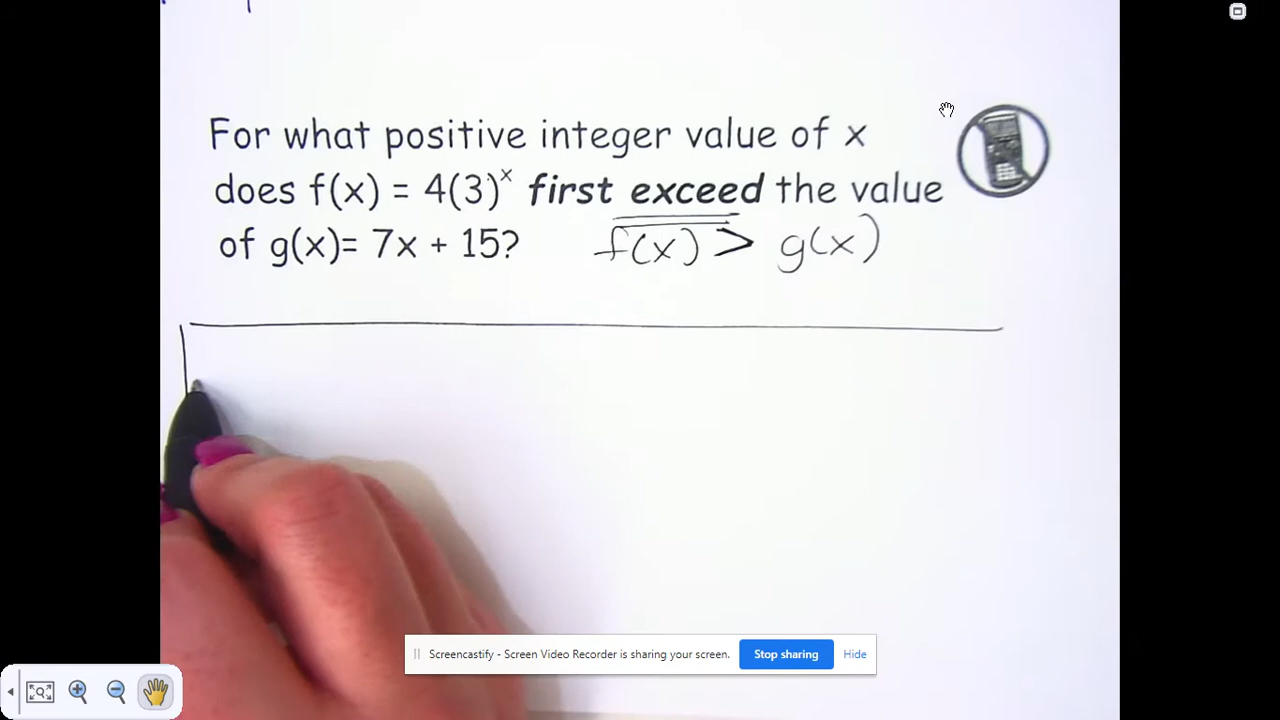 For what positive integer value of x
does f(x) = 4(3)^x first exceed the value
of g(x)= 7x + 15? f(x) > g(x)
Screencastify - Screen Video Recorder is sharing your screen. Stop sharing Hide